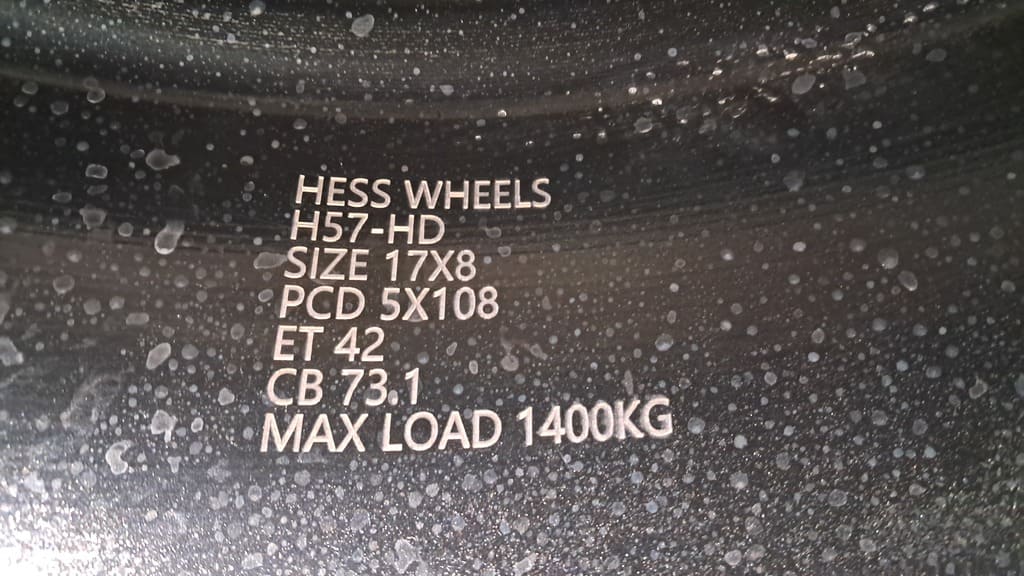 HESS WHEELS
H57-HD
SIZE 17X8
PCD 5X108
ET 42
CB 73.1
MAX LOAD 1400KG